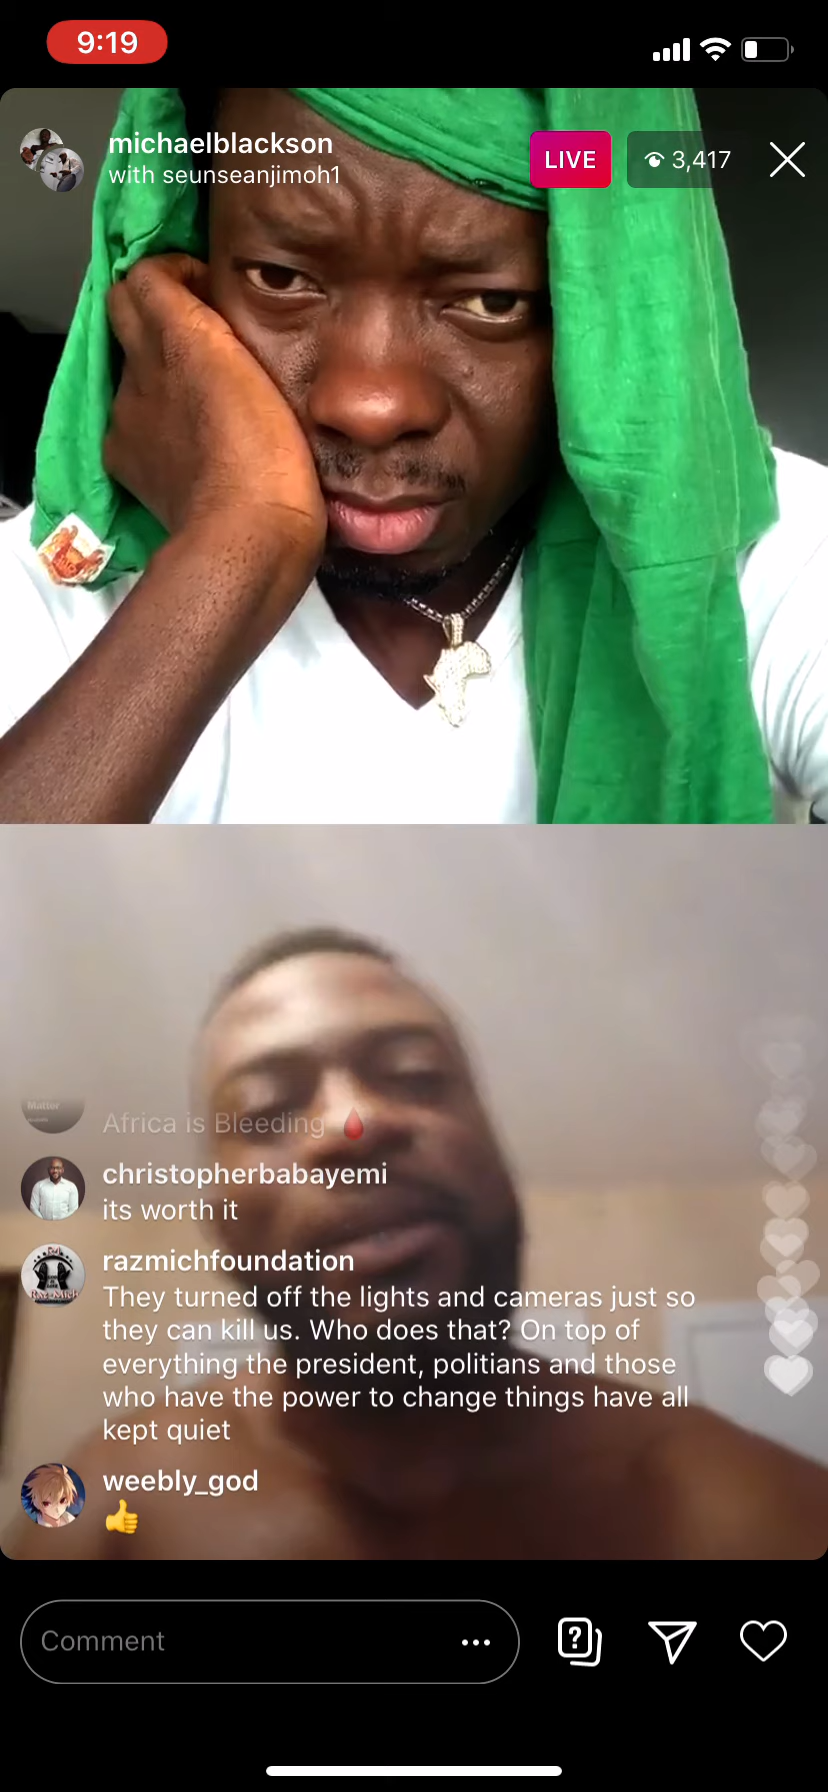 9:19
michaelblackson
with seunseanjimoh1
LIVE
3,417
Matter
Africa is Bleeding 🩸
christopherbabayemi
its worth it
razmichfoundation
They turned off the lights and cameras just so
they can kill us. Who does that? On top of
everything the president, politians and those
who have the power to change things have all
kept quiet
weebly_god
👍
Comment